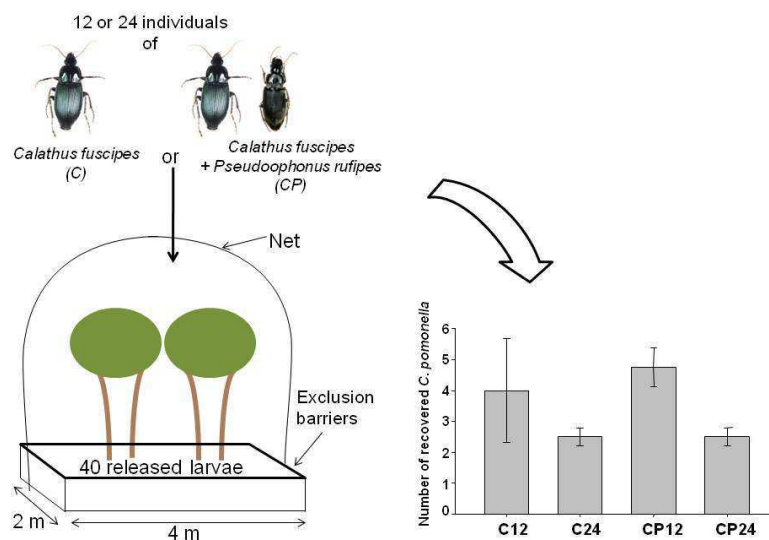 12 or 24 individuals
of
Calathus fuscipes
(C)
or
Calathus fuscipes
+ Pseudoophonus rufipes
(CP)
Net
Exclusion
barriers
40 released larvae
2 m
4 m
Number of recovered C. pomonella
6
5
4
3
2
1
0
C12
C24
CP12
CP24